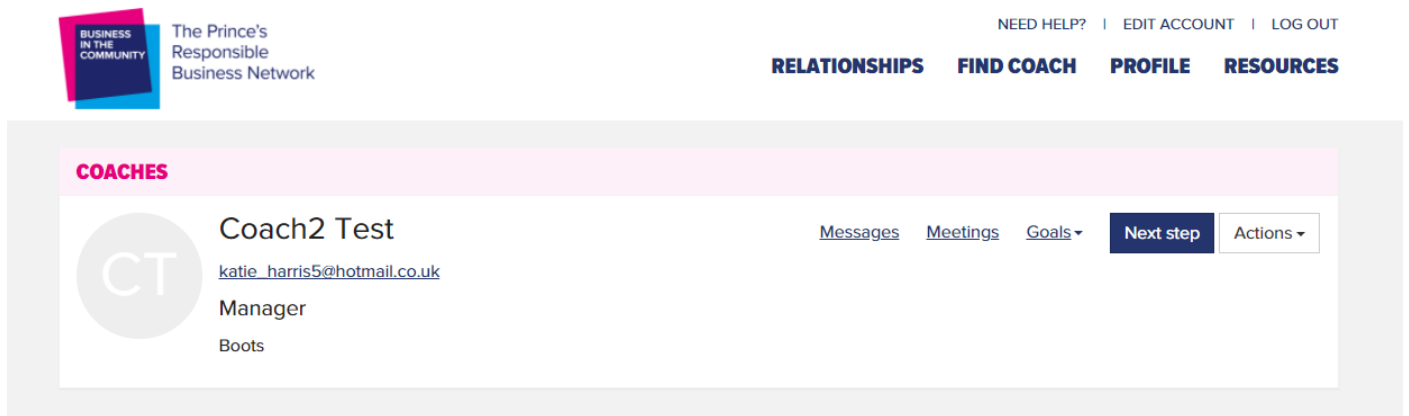 BUSINESS
IN THE
COMMUNITY
The Prince's
Responsible
Business Network
NEED HELP? | EDIT ACCOUNT | LOG OUT
RELATIONSHIPS FIND COACH PROFILE RESOURCES
COACHES
CT
Coach2 Test
katie_harris5@hotmail.co.uk
Manager
Boots
Messages Meetings Goals Next step Actions